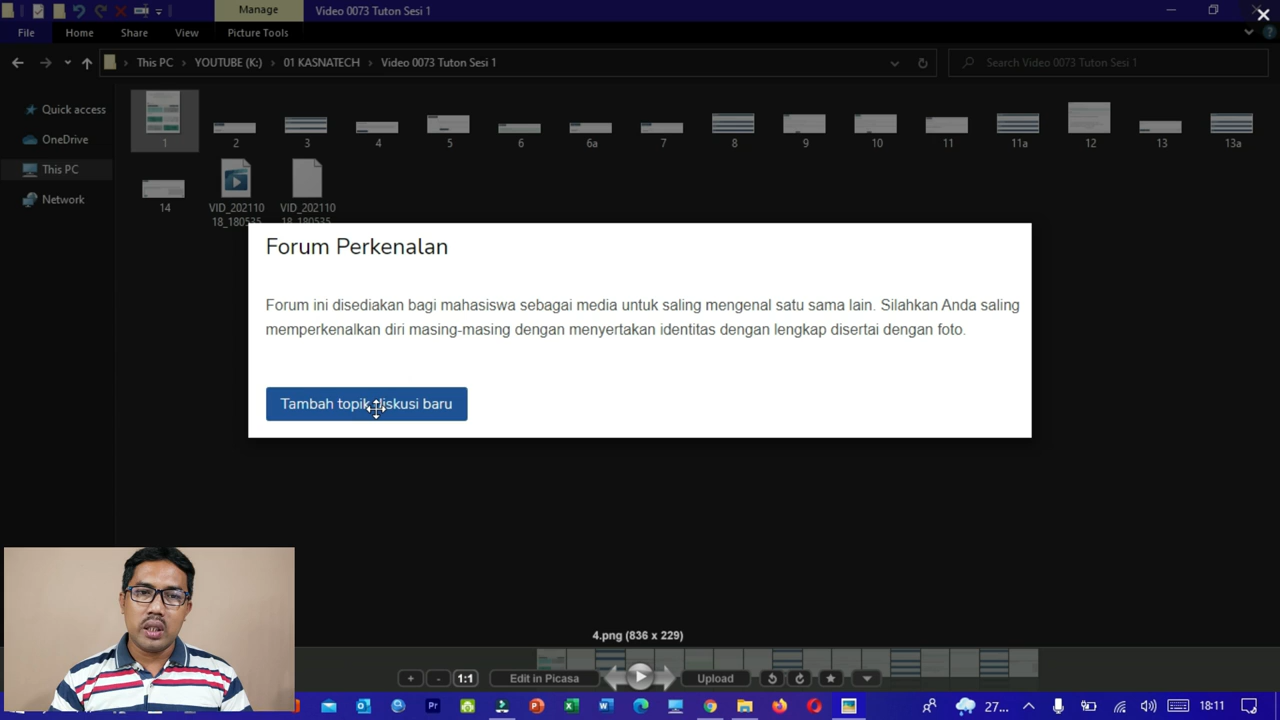 Manage
Video 0073 Tuton Sesi 1
File
Home
Share
View
Picture Tools
This PC
YOUTUBE (K:)
01 KASNATECH
Video 0073 Tuton Sesi 1
Search Video 0073 Tuton Sesi 1
Quick access
OneDrive
This PC
Network
1
2
3
4
5
6
6a
7
8
9
10
11
11a
12
13
13a
14
VID_202110
18_180535
VID_202110
18_180535
Forum Perkenalan
Forum ini disediakan bagi mahasiswa sebagai media untuk saling mengenal satu sama lain. Silahkan Anda saling
memperkenalkan diri masing-masing dengan menyertakan identitas dengan lengkap disertai dengan foto.
Tambah topik diskusi baru
4.png (836 x 229)
1:1
Edit in Picasa
Upload
27...
18:11